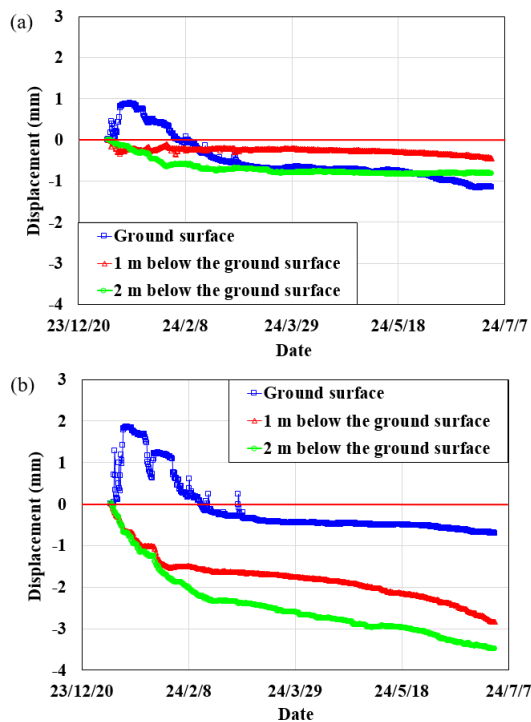 (a)
3
2
1
0
-1
-2
-3
-4
Displacement (mm)
Ground surface
1 m below the ground surface
2 m below the ground surface
23/12/20 24/2/8 24/3/29 24/5/18 24/7/7
Date
(b)
3
2
1
0
-1
-2
-3
-4
Displacement (mm)
Ground surface
1 m below the ground surface
2 m below the ground surface
23/12/20 24/2/8 24/3/29 24/5/18 24/7/7
Date